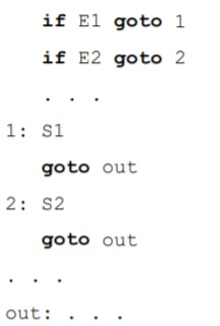 if E1 goto 1
if E2 goto 2
. . .
1: S1
goto out
2: S2
goto out
. . .
out: . . .